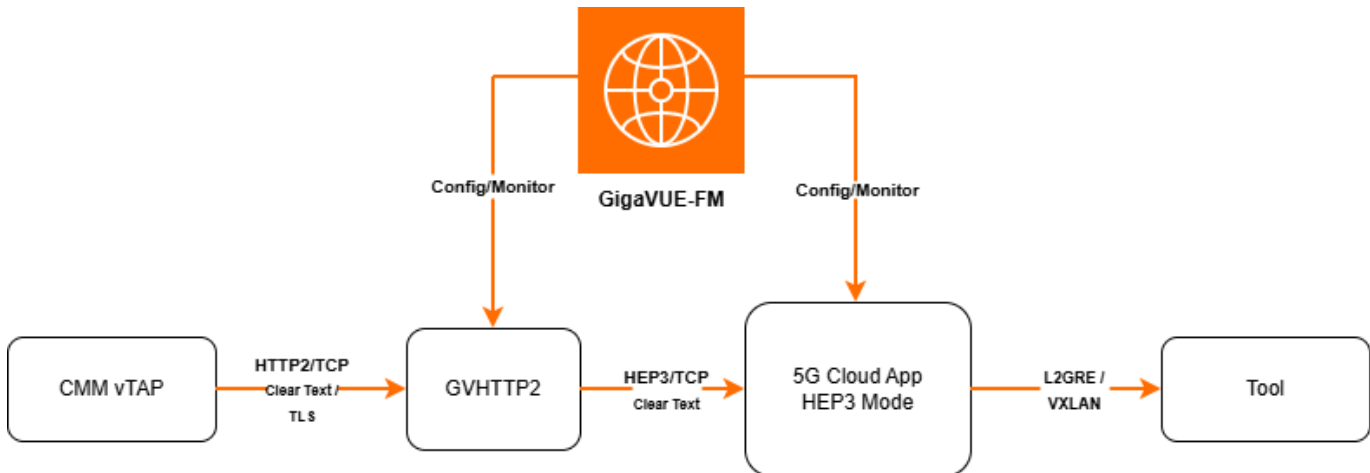 Config/Monitor
Config/Monitor
GigaVUE-FM
CMM vTAP
HTTP2/TCP
Clear Text /
TLS
GVHTTP2
HEP3/TCP
Clear Text
5G Cloud App
HEP3 Mode
L2GRE /
VXLAN
Tool